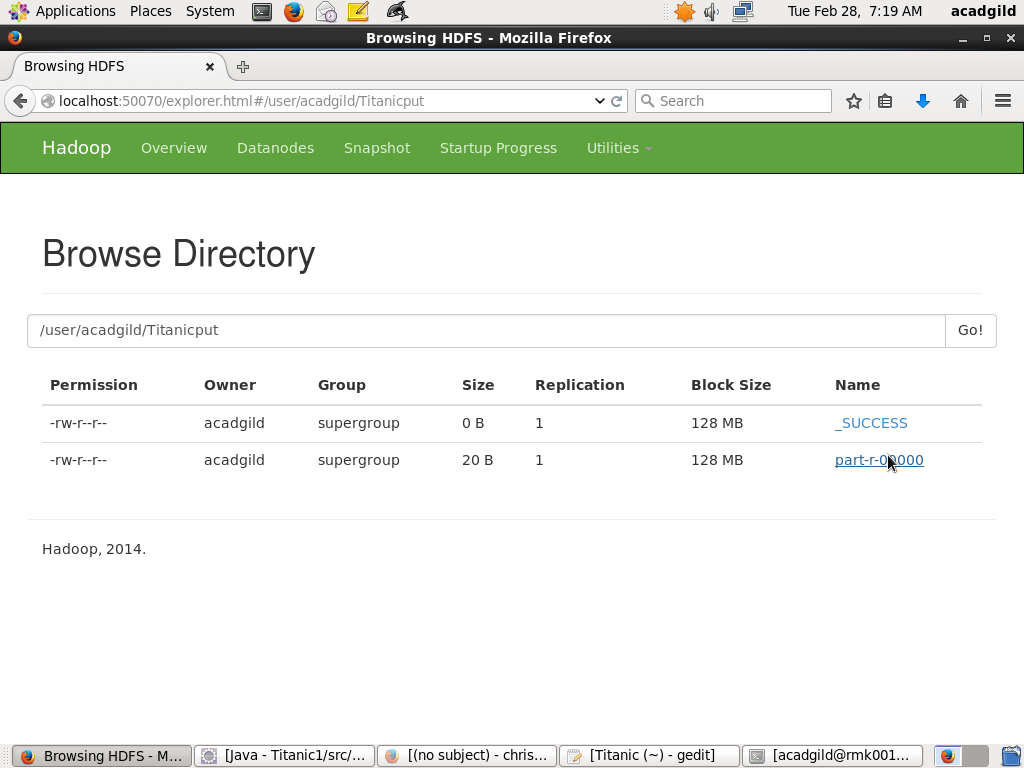 Applications Places System Tue Feb 28, 7:19 AM acadgild
Browsing HDFS - Mozilla Firefox
Browsing HDFS
localhost:50070/explorer.html#/user/acadgild/Titanicput Search
Hadoop Overview Datanodes Snapshot Startup Progress Utilities
Browse Directory
/user/acadgild/Titanicput Go!
Permission Owner Group Size Replication Block Size Name
-rw-r--r-- acadgild supergroup 0 B 1 128 MB _SUCCESS
-rw-r--r-- acadgild supergroup 20 B 1 128 MB part-r-00000
Hadoop, 2014.
Browsing HDFS - M... [Java - Titanic1/src/... [(no subject) - chris... [Titanic (~) - gedit] [acadgild@rmk001...